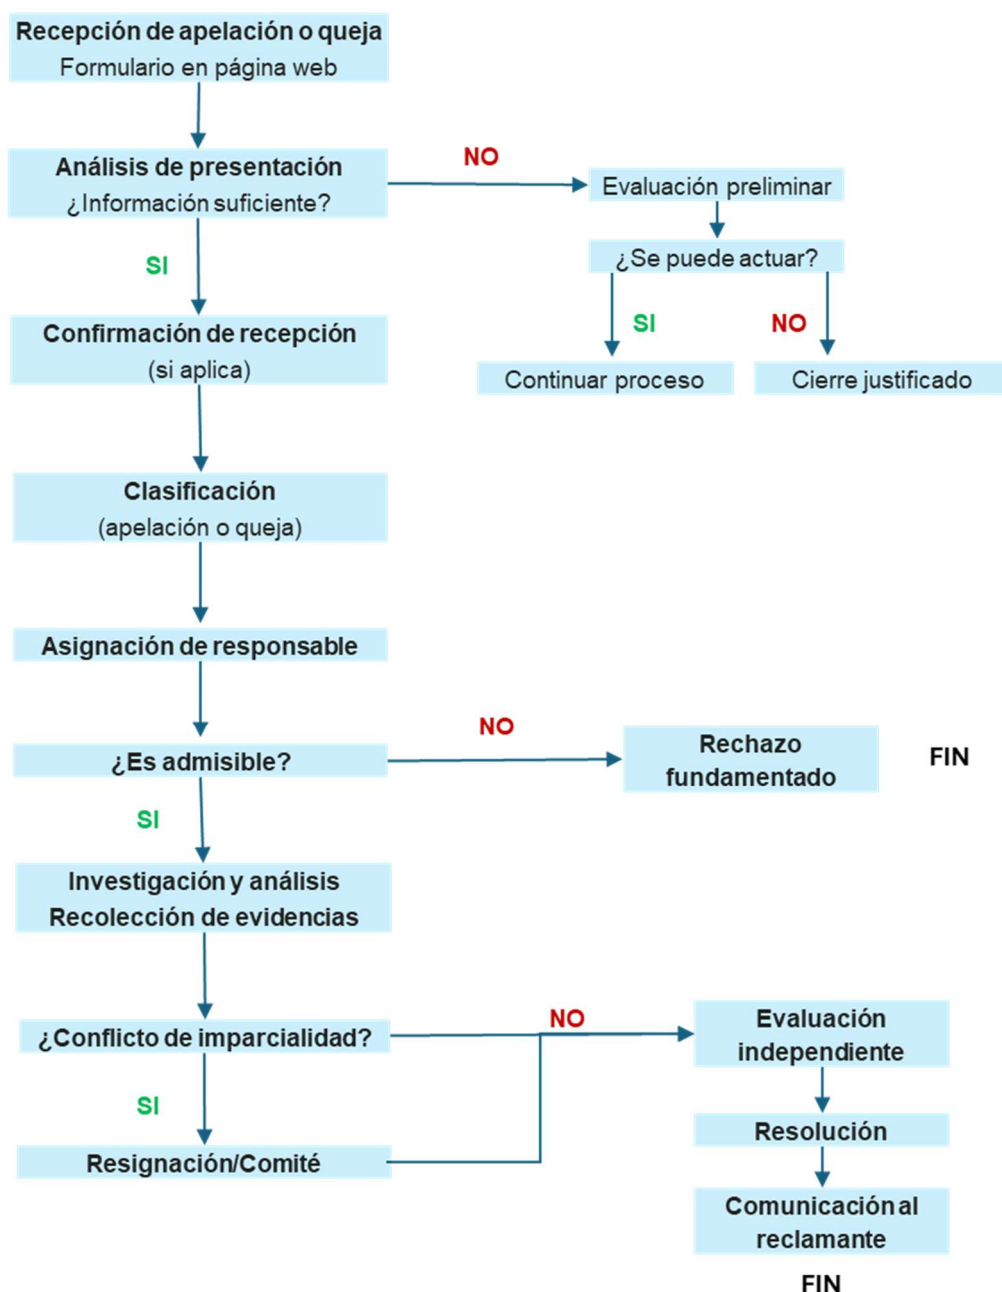 Recepción de apelación o queja
Formulario en página web
Análisis de presentación
¿Información suficiente?
NO
Evaluación preliminar
¿Se puede actuar?
SI
SI
NO
Confirmación de recepción
(si aplica)
Continuar proceso
Cierre justificado
Clasificación
(apelación o queja)
Asignación de responsable
¿Es admisible?
NO
Rechazo
fundamentado
FIN
SI
Investigación y análisis
Recolección de evidencias
¿Conflicto de imparcialidad?
NO
Evaluación
independiente
SI
Resignación/Comité
Resolución
Comunicación al
reclamante
FIN